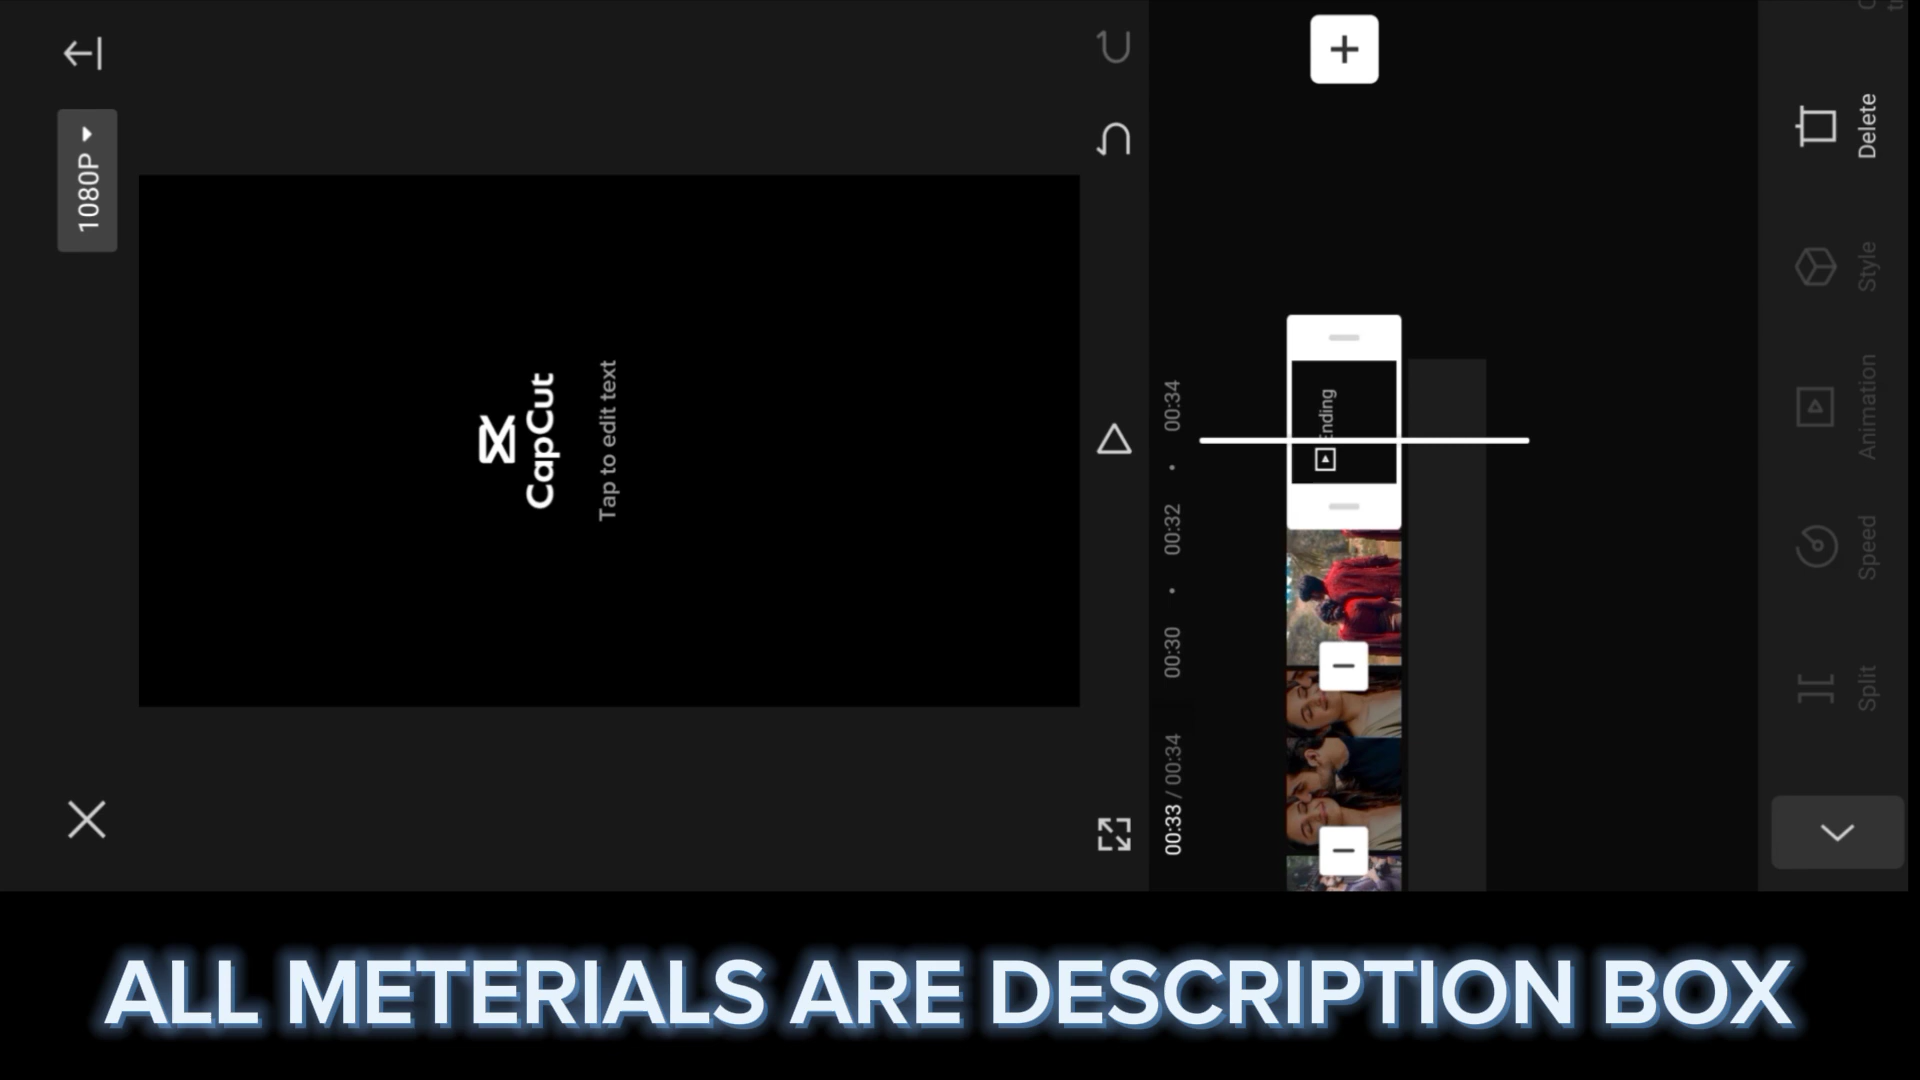 1080P
CapCut
Tap to edit text
00:33 / 00:34
00:30
00:32
00:34
Ending
Split
Speed
Animation
Style
Delete
ALL METERIALS ARE DESCRIPTION BOX